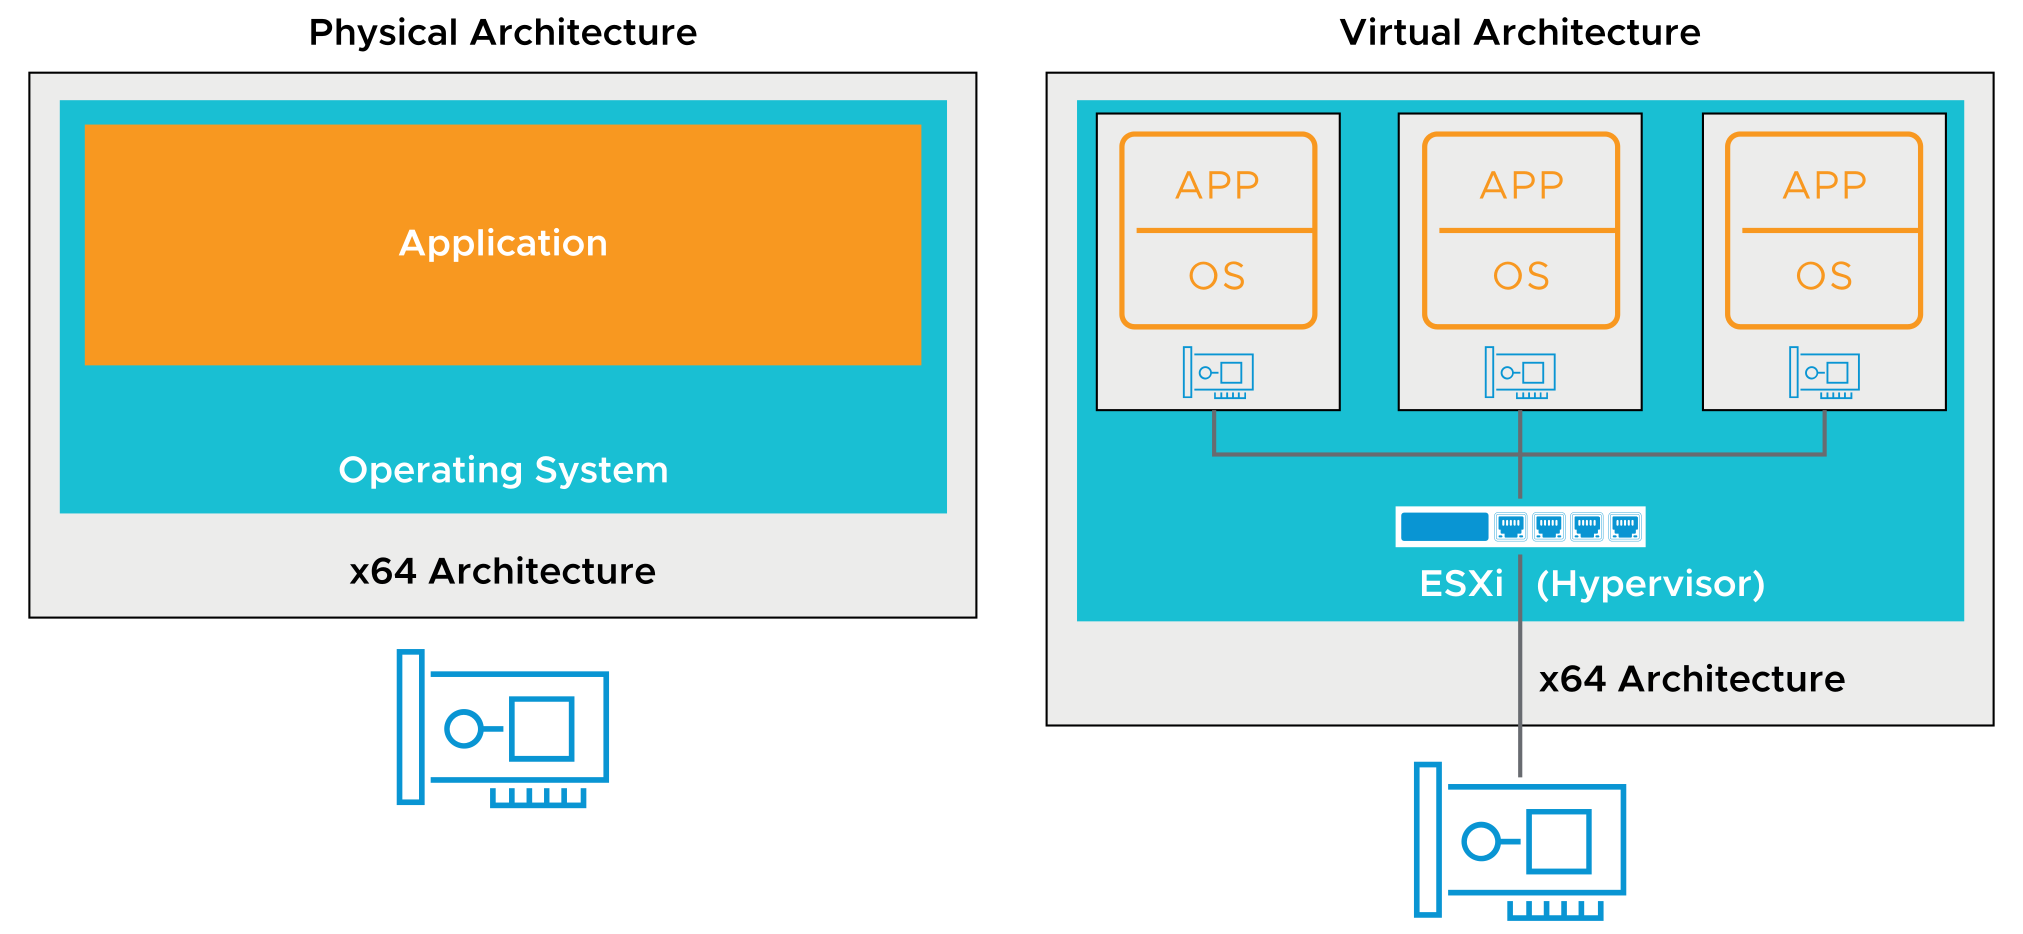 Physical Architecture
Application
Operating System
x64 Architecture
Virtual Architecture
APP
OS
APP
OS
APP
OS
ESXi (Hypervisor)
x64 Architecture